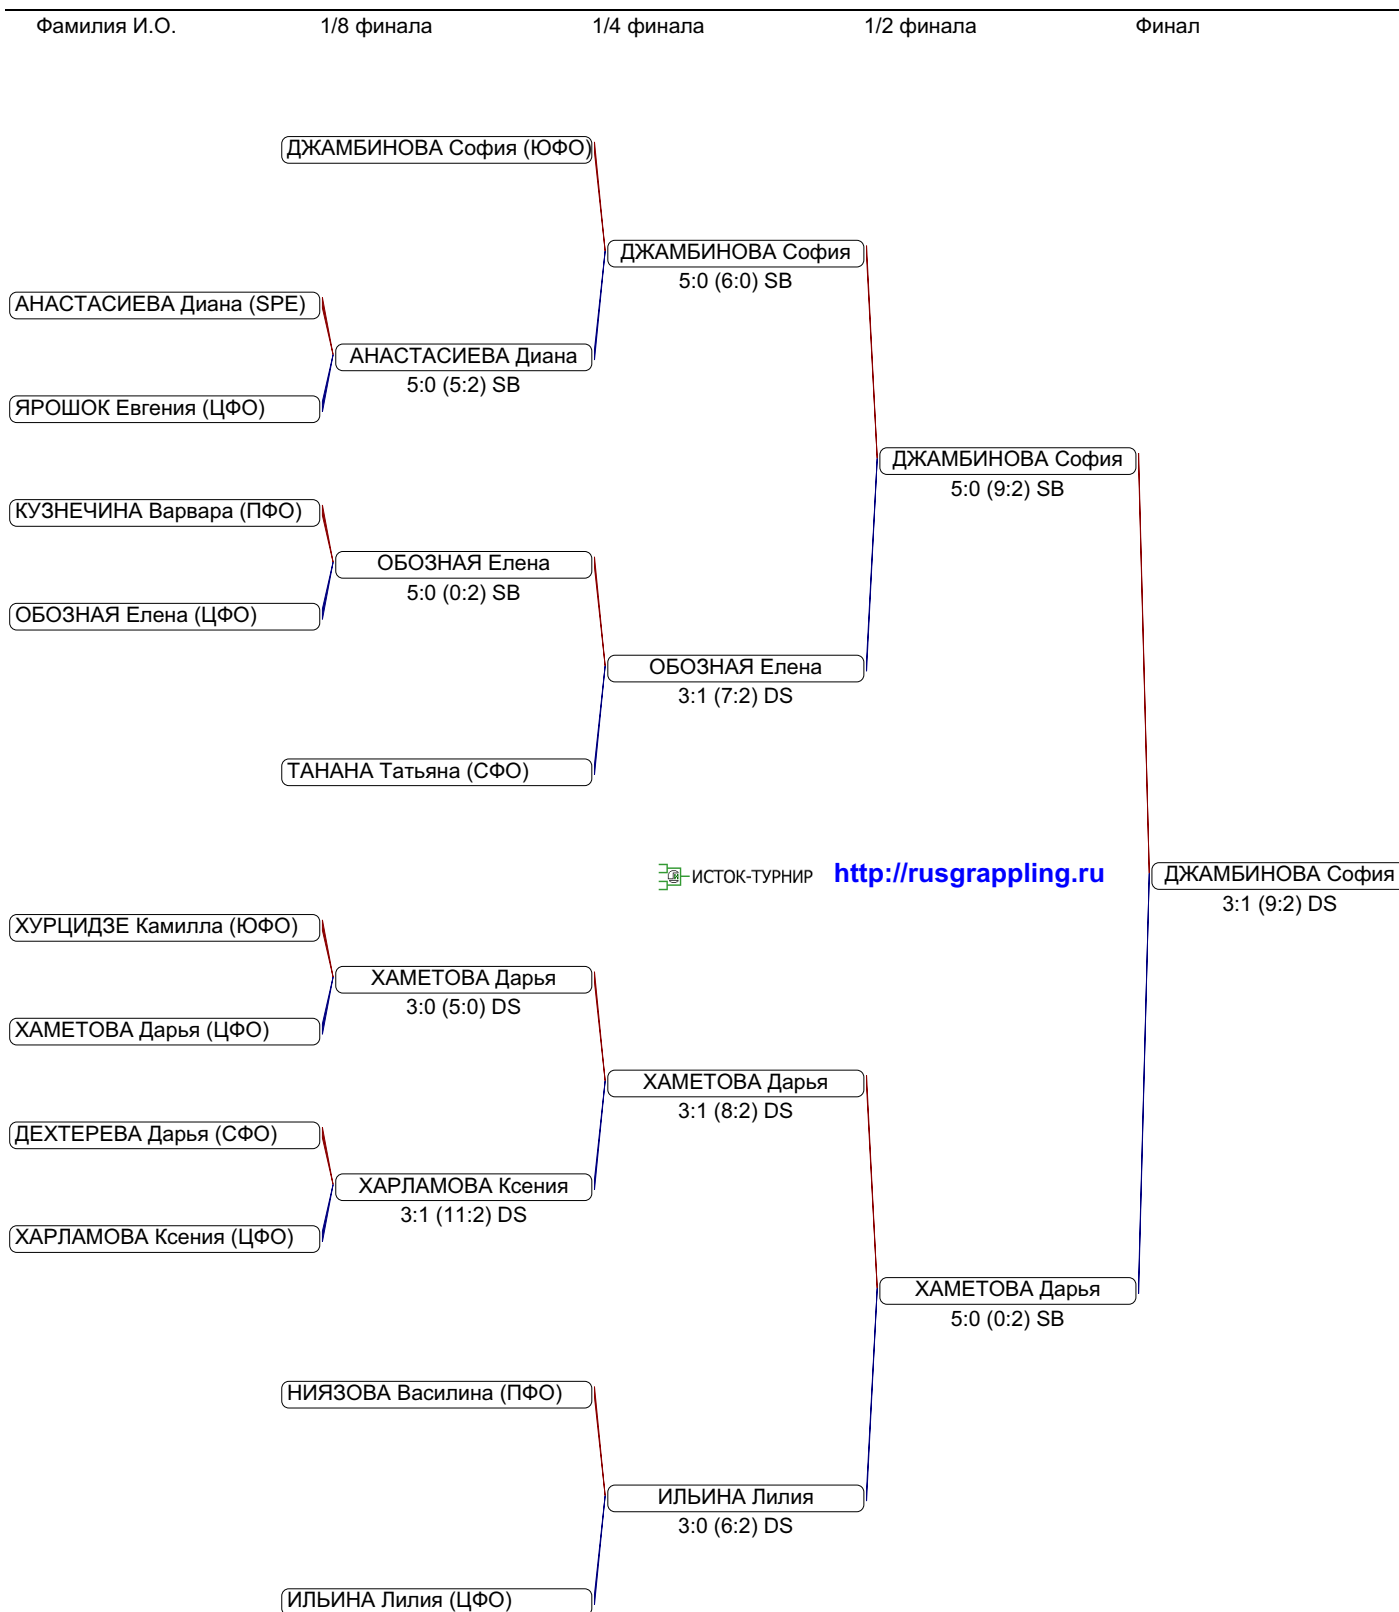 Фамилия И.О. 1/8 финала 1/4 финала 1/2 финала Финал
ДЖАМБИНОВА София (ЮФО)
ДЖАМБИНОВА София
5:0 (6:0) SB
АНАСТАСИЕВА Диана (SPE)
АНАСТАСИЕВА Диана
5:0 (5:2) SB
ЯРОШОК Евгения (ЦФО)
ДЖАМБИНОВА София
5:0 (9:2) SB
КУЗНЕЧИНА Варвара (ПФО)
ОБОЗНАЯ Елена
5:0 (0:2) SB
ОБОЗНАЯ Елена (ЦФО)
ОБОЗНАЯ Елена
3:1 (7:2) DS
ТАНАНА Татьяна (СФО)
ИСТОК-ТУРНИР http://rusgrappling.ru
ДЖАМБИНОВА София
3:1 (9:2) DS
ХУРЦИДЗЕ Камилла (ЮФО)
ХАМЕТОВА Дарья
3:0 (5:0) DS
ХАМЕТОВА Дарья (ЦФО)
ХАМЕТОВА Дарья
3:1 (8:2) DS
ДЕХТЕРЕВА Дарья (СФО)
ХАРЛАМОВА Ксения
3:1 (11:2) DS
ХАРЛАМОВА Ксения (ЦФО)
ХАМЕТОВА Дарья
5:0 (0:2) SB
НИЯЗОВА Василина (ПФО)
ИЛЬИНА Лилия
3:0 (6:2) DS
ИЛЬИНА Лилия (ЦФО)